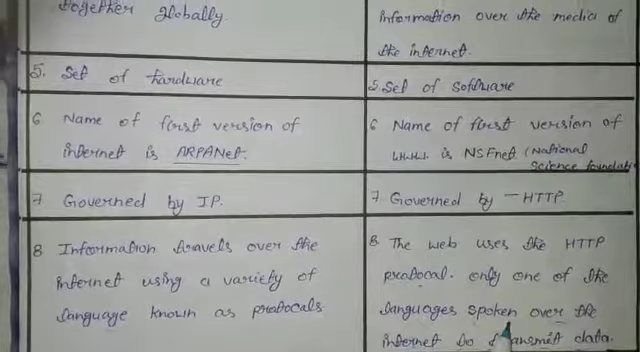 together globally.
information over the media of
the internet.
5. Set of hardware
5 Set of Software
6 Name of first version of
internet is ARPANet.
6 Name of first version of
W.W.W. is NSFnet (National
Science foundation
7 Governed by IP.
7 Governed by – HTTP.
8 Information travels over the
internet using a variety of
language known as protocals.
8 The web uses the HTTP
protocal. only one of the
languages spoken over the
internet to transmit data.